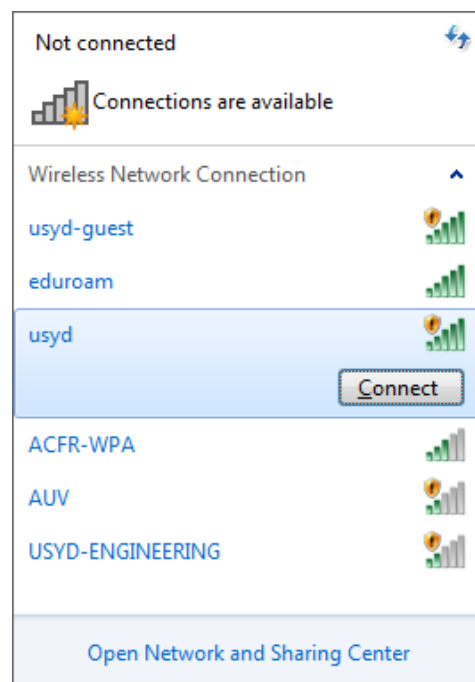 Not connected
Connections are available
Wireless Network Connection
usyd-guest
eduroam
usyd
Connect
ACFR-WPA
AUV
USYD-ENGINEERING
Open Network and Sharing Center